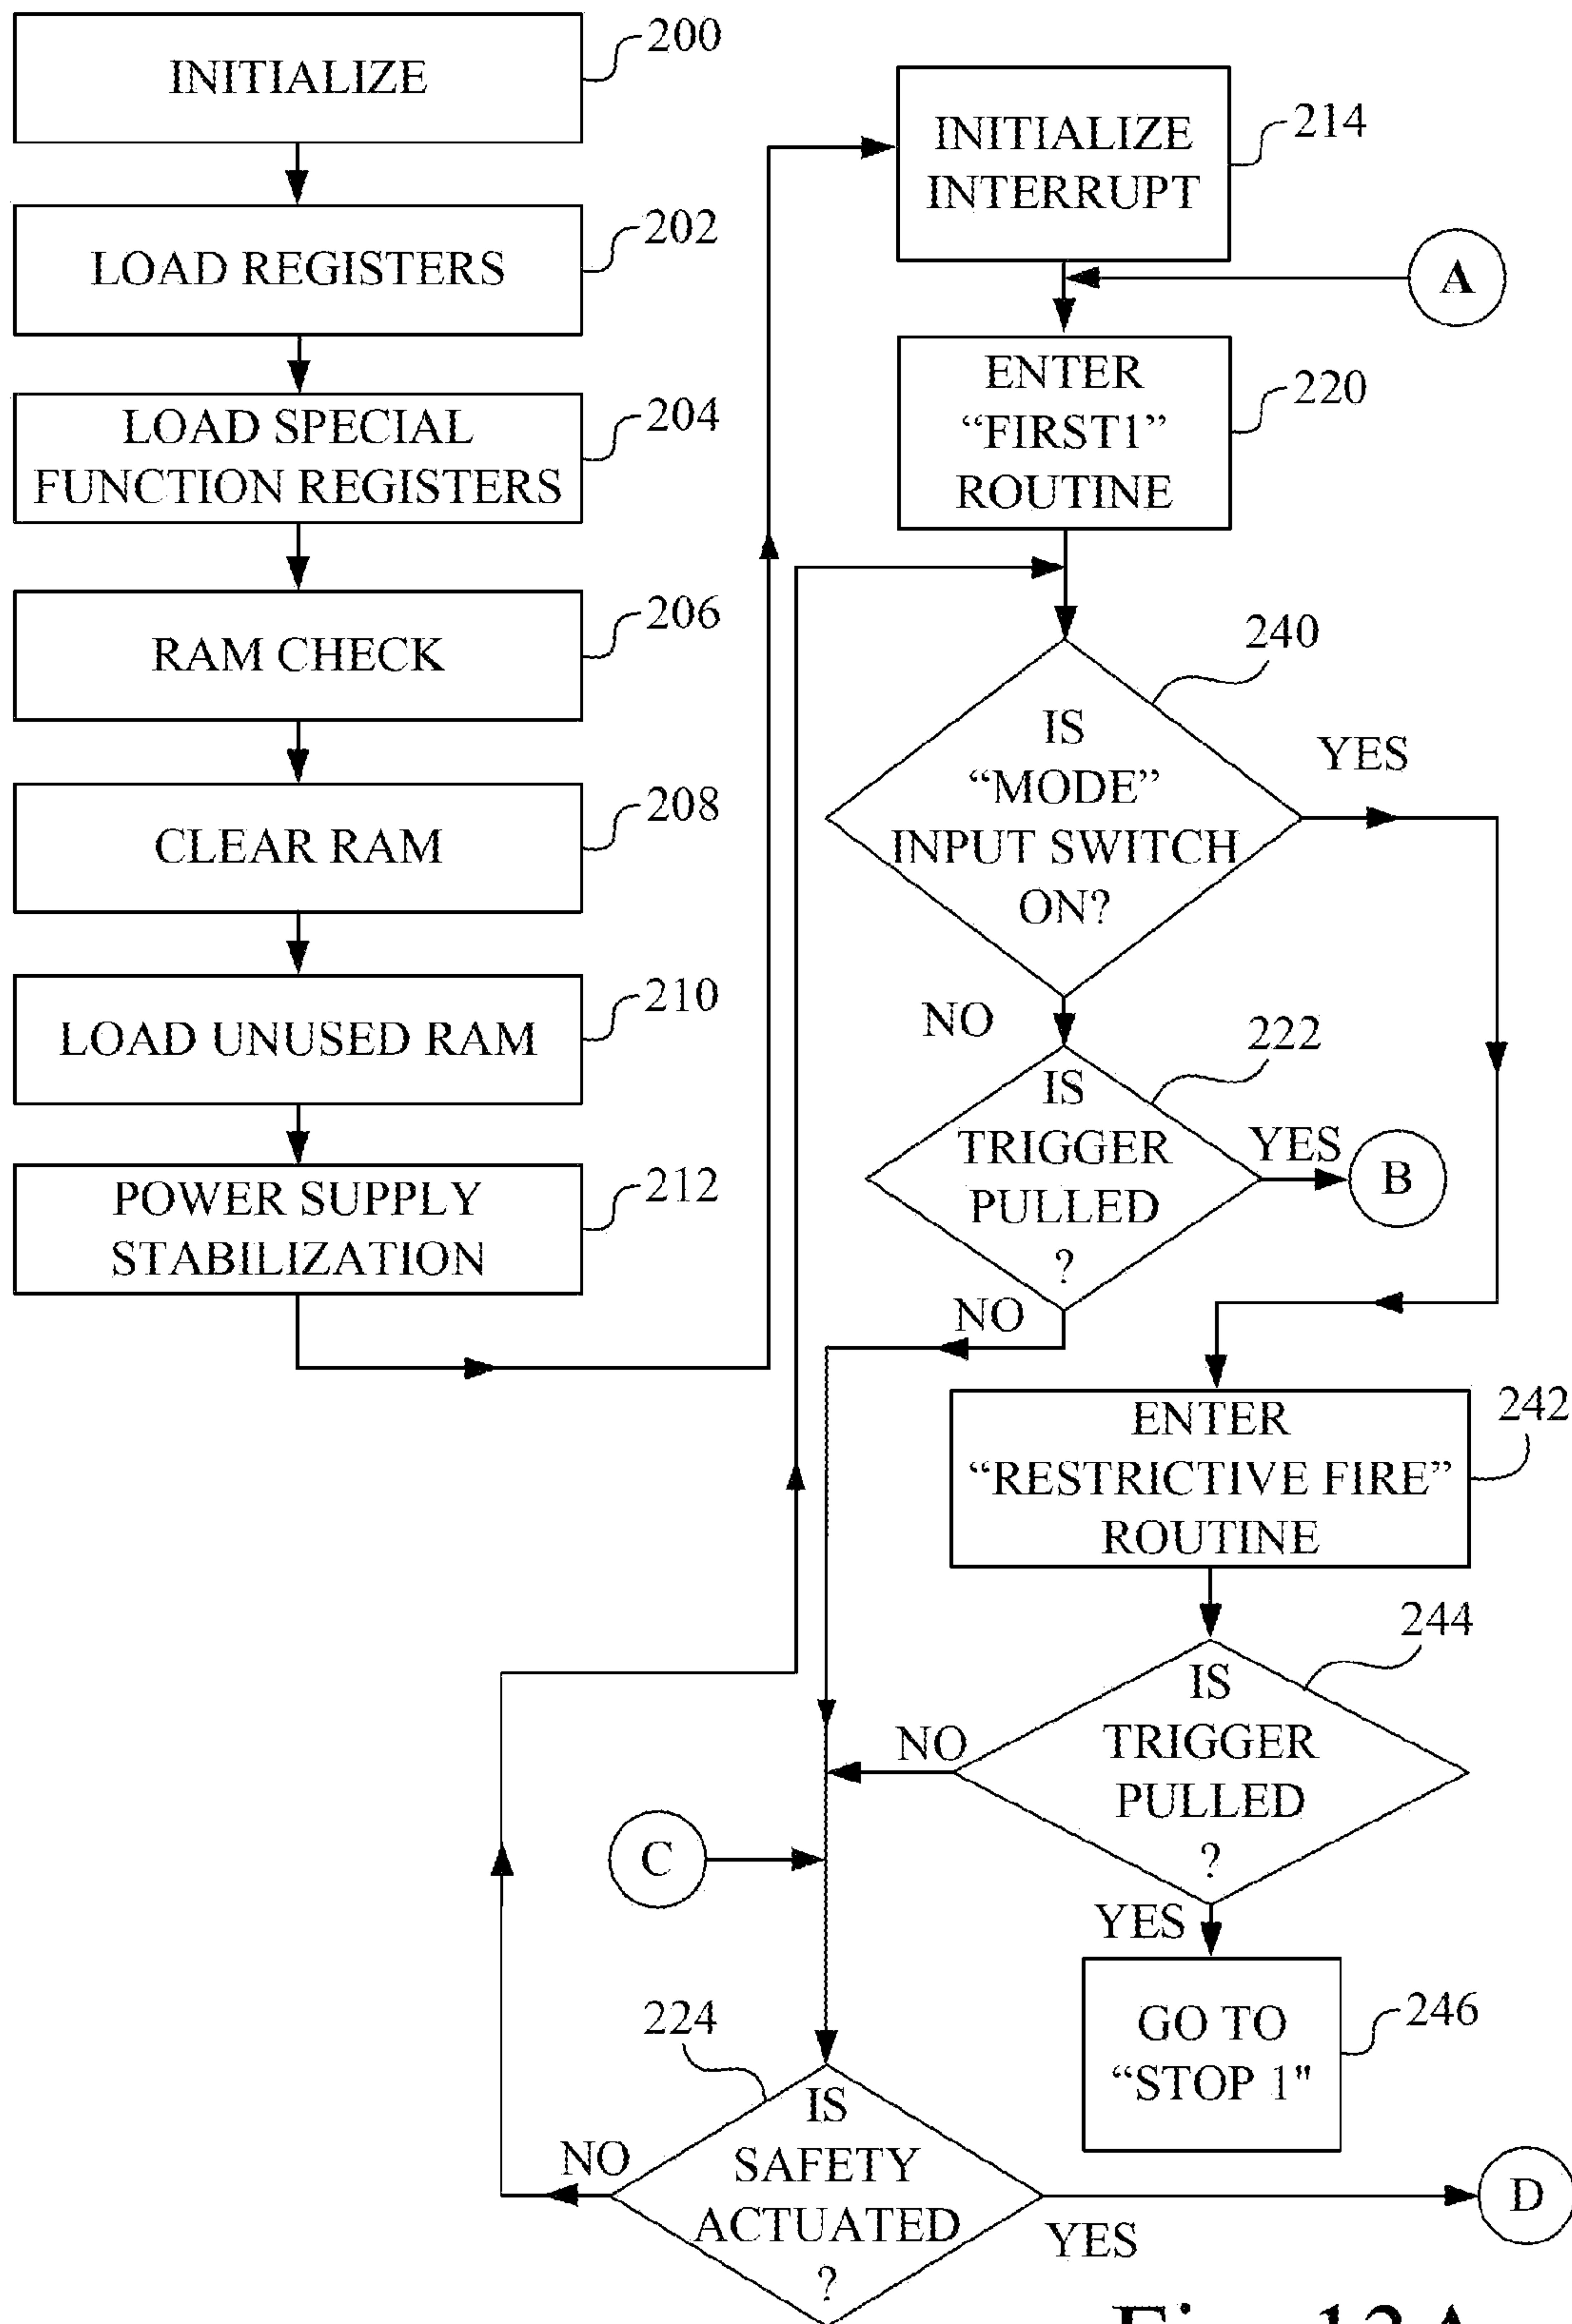 INITIALIZE
200
LOAD REGISTERS
202
LOAD SPECIAL
FUNCTION REGISTERS
204
RAM CHECK
206
CLEAR RAM
208
LOAD UNUSED RAM
210
POWER SUPPLY
STABILIZATION
212
INITIALIZE
INTERRUPT
214
A
ENTER
“FIRST1”
ROUTINE
220
240
IS
“MODE”
INPUT SWITCH
ON?
YES
NO
222
IS
TRIGGER
PULLED
?
YES
B
NO
ENTER
“RESTRICTIVE FIRE”
ROUTINE
242
244
IS
TRIGGER
PULLED
?
NO
C
YES
GO TO
“STOP 1"
246
224
IS
SAFETY
ACTUATED
?
NO
YES
D